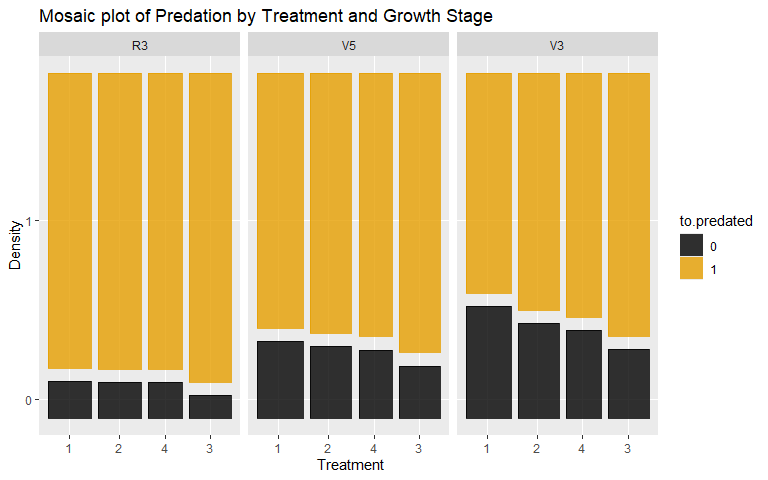 Mosaic plot of Predation by Treatment and Growth Stage
R3 V5 V3
Density
1
0
to.predated
0
1
1 2 4 3 1 2 4 3 1 2 4 3
Treatment